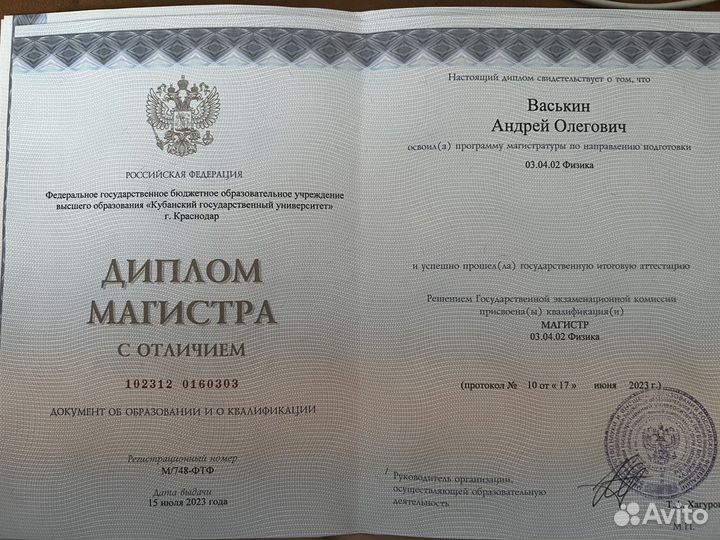 РОССИЙСКАЯ ФЕДЕРАЦИЯ
Федеральное государственное бюджетное образовательное учреждение
высшего образования «Кубанский государственный университет»
г. Краснодар
ДИПЛОМ
МАГИСТРА
С ОТЛИЧИЕМ
102312 0160303
ДОКУМЕНТ ОБ ОБРАЗОВАНИИ И О КВАЛИФИКАЦИИ
Регистрационный номер
М/748-ФТФ
Дата выдачи
15 июля 2023 года
Настоящий диплом свидетельствует о том, что
Васькин
Андрей Олегович
освоил(а) программу магистратуры по направлению подготовки
03.04.02 Физика
и успешно прошел(ла) государственную итоговую аттестацию
Решением Государственной экзаменационной комиссии
присвоена(ы) квалификация(и)
МАГИСТР
03.04.02 Физика
(протокол № 10 от « 17 » июня 2023 г.)
Руководитель организации,
осуществляющей образовательную
деятельность
Хагуров
М.П.
Avito